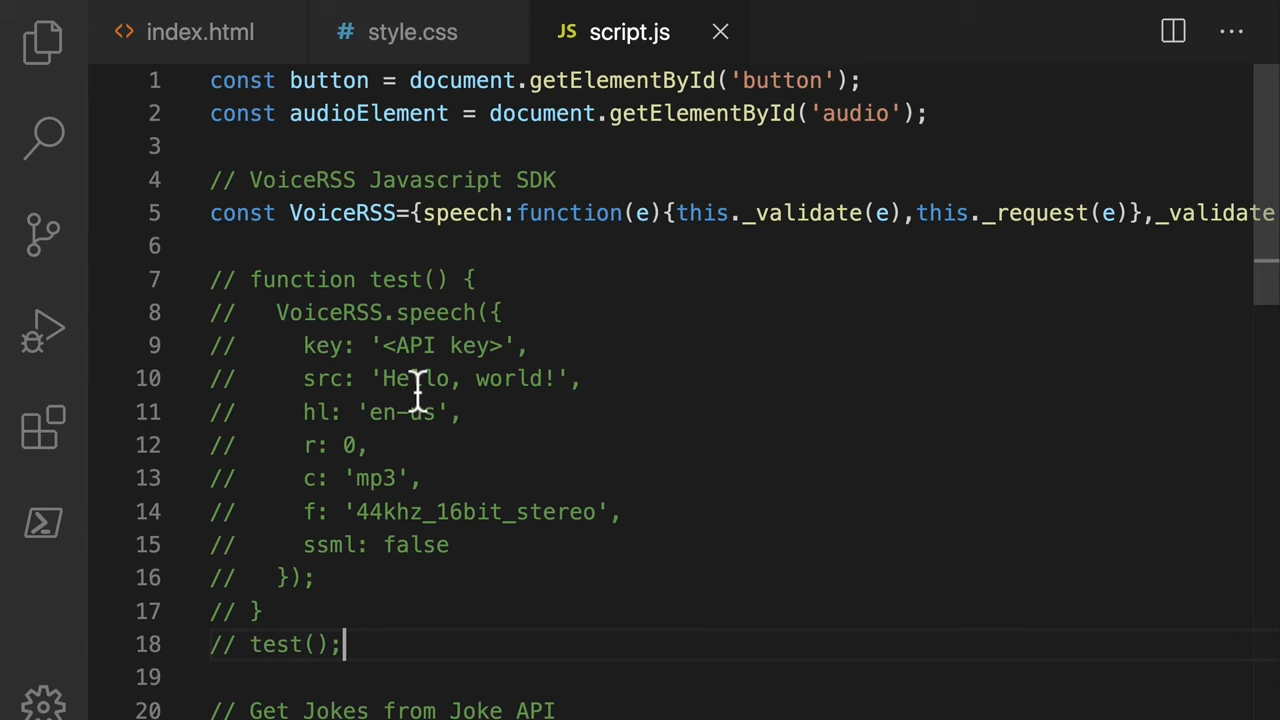 index.html
# style.css
JS script.js
1 const button = document.getElementById('button');
2 const audioElement = document.getElementById('audio');
3
4 // VoiceRSS Javascript SDK
5 const VoiceRSS={speech:function(e){this._validate(e),this._request(e)},_validate
6
7 // function test() {
8 //   VoiceRSS.speech({
9 //     key: '<API key>',
10 //     src: 'Hello, world!',
11 //     hl: 'en-us',
12 //     r: 0,
13 //     c: 'mp3',
14 //     f: '44khz_16bit_stereo',
15 //     ssml: false
16 //   });
17 // }
18 // test();
19
20 // Get Jokes from Joke API